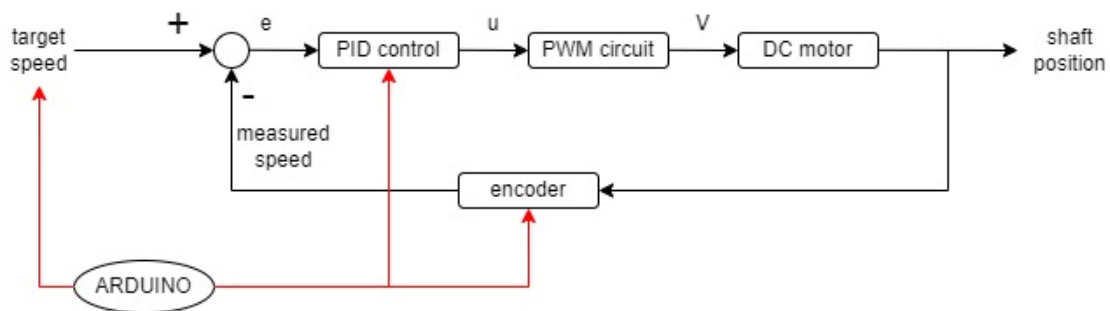 +
e
u
V
target
speed
PID control
PWM circuit
DC motor
shaft
position
-
measured
speed
encoder
ARDUINO